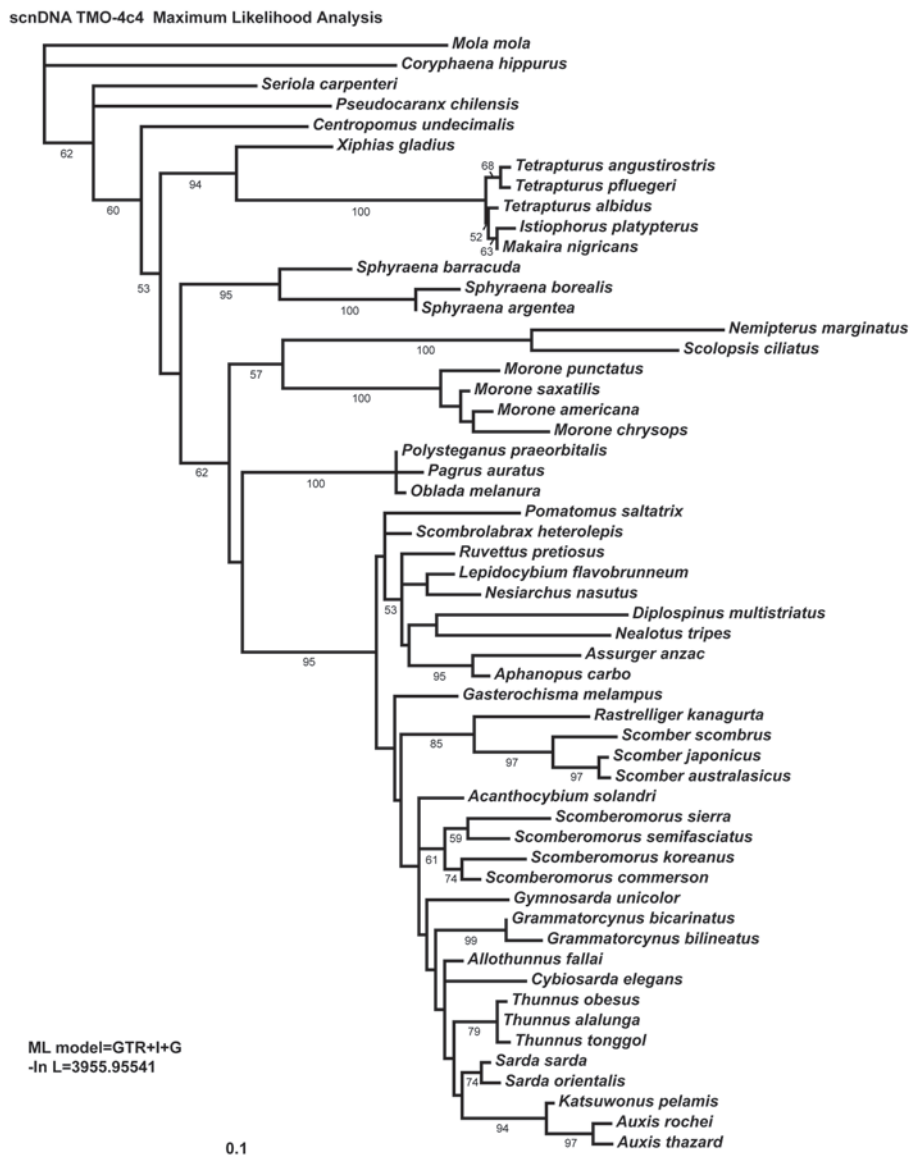 scnDNA TMO-4c4 Maximum Likelihood Analysis
Mola mola
Coryphaena hippurus
Seriola carpenteri
Pseudocaranx chilensis
62
Centropomus undecimalis
Xiphias gladius
68
Tetrapturus angustirostris
94
Tetrapturus pfluegeri
60
100
Tetrapturus albidus
Istiophorus platypterus
52
63
Makaira nigricans
53
Sphyraena barracuda
95
Sphyraena borealis
100
Sphyraena argentea
Nemipterus marginatus
100
Scolopsis ciliatus
57
Morone punctatus
100
Morone saxatilis
Morone americana
Morone chrysops
Polysteganus praeorbitalis
62
100
Pagrus auratus
Oblada melanura
Pomatomus saltatrix
Scombrolabrax heterolepis
Ruvettus pretiosus
Lepidocybium flavobrunneum
53
Nesiarchus nasutus
Diplospinus multistriatus
Nealotus tripes
95
Assurger anzac
95
Aphanopus carbo
Gasterochisma melampus
Rastrelliger kanagurta
85
Scomber scombrus
97
Scomber japonicus
97
Scomber australasicus
Acanthocybium solandri
Scomberomorus sierra
59
Scomberomorus semifasciatus
61
Scomberomorus koreanus
74
Scomberomorus commerson
Gymnosarda unicolor
Grammatorcynus bicarinatus
99
Grammatorcynus bilineatus
Allothunnus fallai
Cybiosarda elegans
Thunnus obesus
79
Thunnus alalunga
Thunnus tonggol
ML model=GTR+I+G
-ln L=3955.95541
Sarda sarda
74
Sarda orientalis
Katsuwonus pelamis
94
Auxis rochei
97
Auxis thazard
0.1